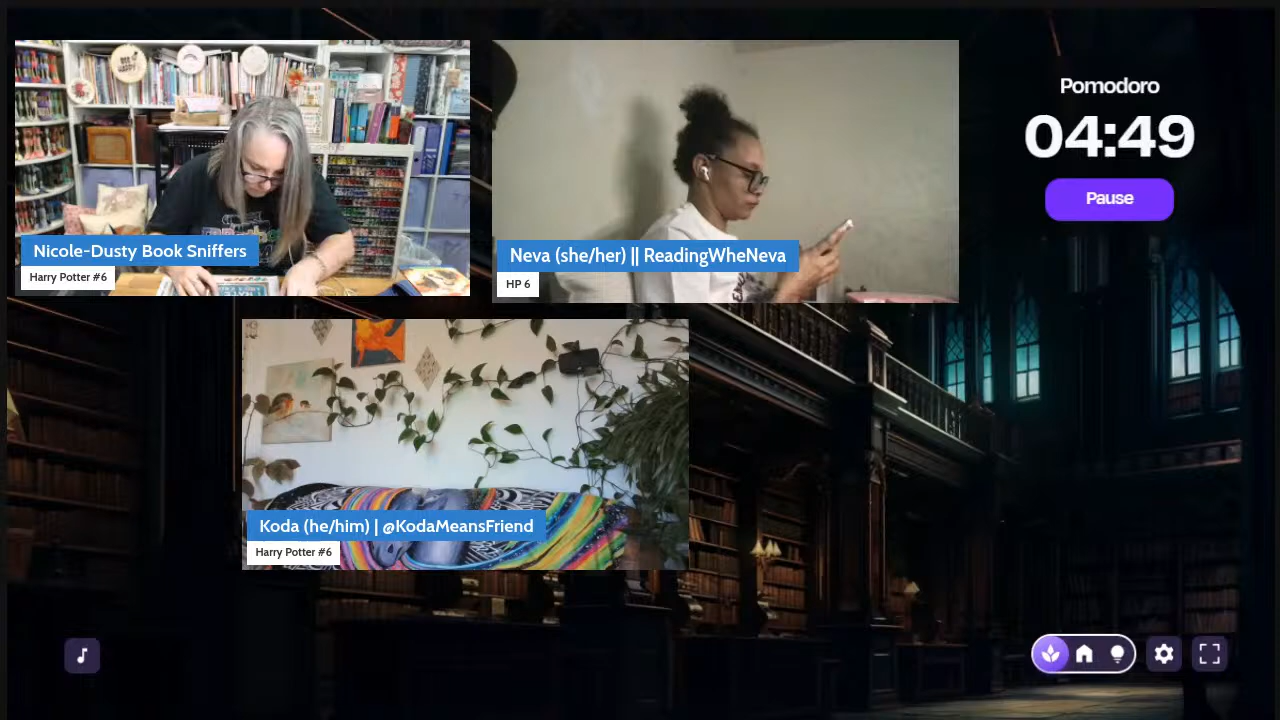 Nicole-Dusty Book Sniffers
Harry Potter #6
Neva (she/her) || ReadingWheNeva
HP 6
Koda (he/him) | @KodaMeansFriend
Harry Potter #6
Pomodoro
04:49
Pause